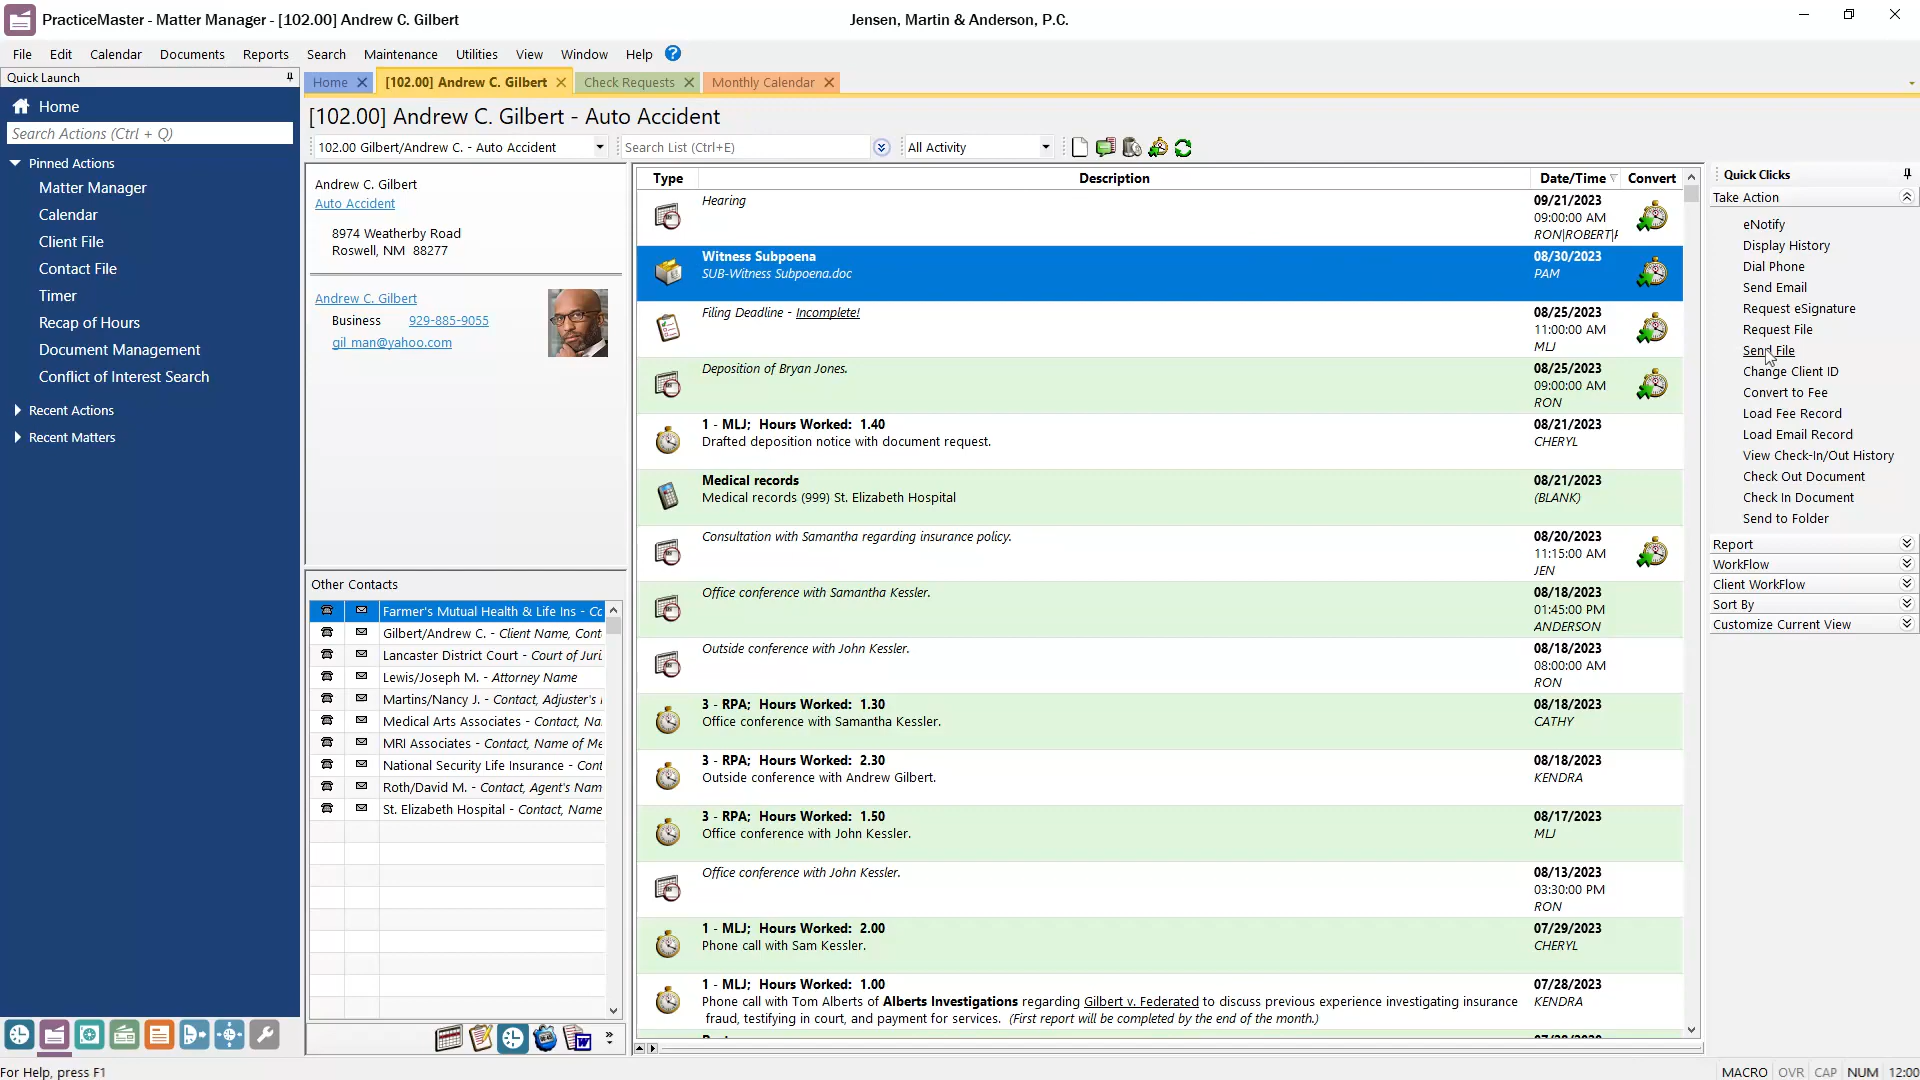 PracticeMaster - Matter Manager - [102.00] Andrew C. Gilbert
Jensen, Martin & Anderson, P.C.
File Edit Calendar Documents Reports Search Maintenance Utilities View Window Help
Quick Launch
Home
Search Actions (Ctrl + Q)
Pinned Actions
Matter Manager
Calendar
Client File
Contact File
Timer
Recap of Hours
Document Management
Conflict of Interest Search
Recent Actions
Recent Matters
Home
[102.00] Andrew C. Gilbert
Check Requests
Monthly Calendar
[102.00] Andrew C. Gilbert - Auto Accident
102.00 Gilbert/Andrew C. - Auto Accident
Search List (Ctrl+E)
All Activity
Andrew C. Gilbert
Auto Accident
8974 Weatherby Road
Roswell, NM 88277
Andrew C. Gilbert
Business 929-885-9055
gil_man@yahoo.com
Other Contacts
Farmer's Mutual Health & Life Ins - Cc
Gilbert/Andrew C. - Client Name, Cont
Lancaster District Court - Court of Juri
Lewis/Joseph M. - Attorney Name
Martins/Nancy J. - Contact, Adjuster's
Medical Arts Associates - Contact, Na
MRI Associates - Contact, Name of Me
National Security Life Insurance - Cont
Roth/David M. - Contact, Agent's Nam
St. Elizabeth Hospital - Contact, Name
Type Description Date/Time Convert
Hearing
09/21/2023
09:00:00 AM
RON|ROBERT|F
Witness Subpoena
SUB-Witness Subpoena.doc
08/30/2023
PAM
Filing Deadline - Incomplete!
08/25/2023
11:00:00 AM
MLJ
Deposition of Bryan Jones.
08/25/2023
09:00:00 AM
RON
1 - MLJ; Hours Worked: 1.40
Drafted deposition notice with document request.
08/21/2023
CHERYL
Medical records
Medical records (999) St. Elizabeth Hospital
08/21/2023
(BLANK)
Consultation with Samantha regarding insurance policy.
08/20/2023
11:15:00 AM
JEN
Office conference with Samantha Kessler.
08/18/2023
01:45:00 PM
ANDERSON
Outside conference with John Kessler.
08/18/2023
08:00:00 AM
RON
3 - RPA; Hours Worked: 1.30
Office conference with Samantha Kessler.
08/18/2023
CATHY
3 - RPA; Hours Worked: 2.30
Outside conference with Andrew Gilbert.
08/18/2023
KENDRA
3 - RPA; Hours Worked: 1.50
Office conference with John Kessler.
08/17/2023
MLJ
Office conference with John Kessler.
08/13/2023
03:30:00 PM
RON
1 - MLJ; Hours Worked: 2.00
Phone call with Sam Kessler.
07/29/2023
CHERYL
1 - MLJ; Hours Worked: 1.00
Phone call with Tom Alberts of Alberts Investigations regarding Gilbert v. Federated to discuss previous experience investigating insurance
fraud, testifying in court, and payment for services. (First report will be completed by the end of the month.)
07/28/2023
KENDRA
Quick Clicks
Take Action
eNotify
Display History
Dial Phone
Send Email
Request eSignature
Request File
Send File
Change Client ID
Convert to Fee
Load Fee Record
Load Email Record
View Check-In/Out History
Check Out Document
Check In Document
Send to Folder
Report
WorkFlow
Client WorkFlow
Sort By
Customize Current View
For Help, press F1
MACRO OVR CAP NUM 12:00